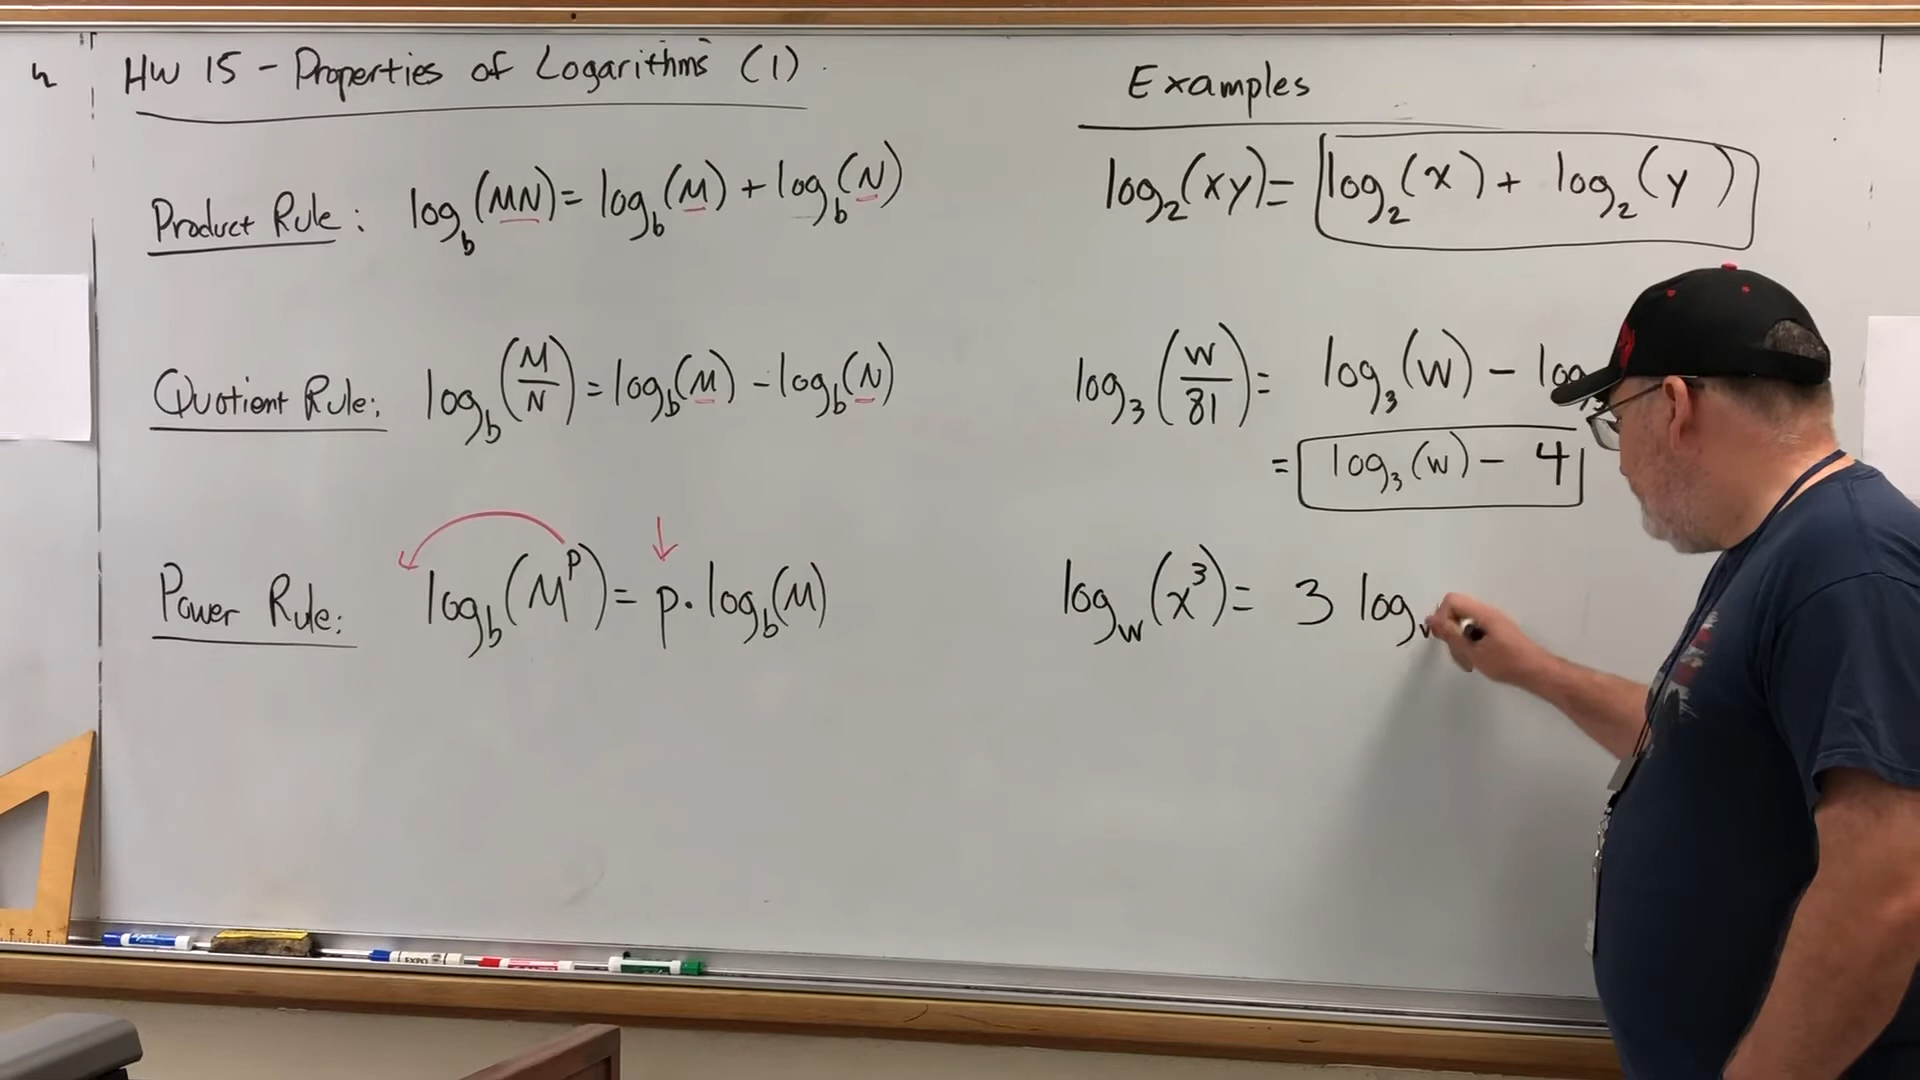 HW 15 - Properties of Logarithms (1)
Product Rule: log_b(MN) = log_b(M) + log_b(N)
Quotient Rule: log_b(M/N) = log_b(M) - log_b(N)
Power Rule: log_b(M^p) = p · log_b(M)
Examples
log_2(xy) = log_2(x) + log_2(y)
log_3(w/81) = log_3(w) - log
= log_3(w) - 4
log_w(x^3) = 3 log
EXPO